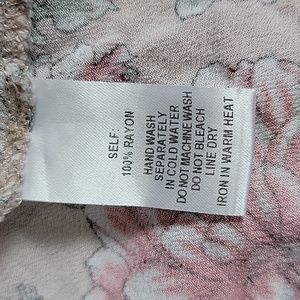 SELF:
100% RAYON
HAND WASH
SEPARATELY
IN COLD WATER
DO NOT MACHINE WASH
DO NOT BLEACH
LINE DRY
IRON IN WARM HEAT